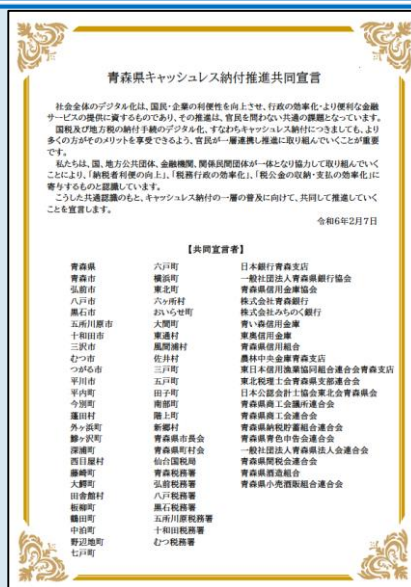 青森県キャッシュレス納付推進共同宣言
社会全体のデジタル化は、国民・企業の利便性を向上させ、行政の効率化・より便利な金融
サービスの提供に資するものであり、その推進は、官民を問わない共通の課題となっています。
国税及び地方税の納付手続のデジタル化、すなわちキャッシュレス納付につきましても、より
多くの方がそのメリットを享受できるよう、官民が一層連携し推進に取り組んでいくことが重要
です。
私たちは、国、地方公共団体、金融機関、関係民間団体が一体となり協力して取り組んでいく
ことにより、「納税者利便の向上」、「税務行政の効率化」、「税公金の収納・支払の効率化」に
寄与するものと認識しています。
こうした共通認識のもと、キャッシュレス納付の一層の普及に向けて、共同して推進していく
ことを宣言します。
令和6年2月7日
【共同宣言者】
青森県
青森市
弘前市
八戸市
黒石市
五所川原市
十和田市
三沢市
むつ市
つがる市
平川市
平内町
今別町
蓬田村
外ヶ浜町
鰺ヶ沢町
深浦町
西目屋村
藤崎町
大鰐町
田舎館村
板柳町
鶴田町
中泊町
野辺地町
七戸町
六戸町
横浜町
東北町
六ヶ所村
おいらせ町
大間町
東通村
風間浦村
佐井村
三戸町
五戸町
田子町
南部町
階上町
新郷村
青森県市長会
青森県町村会
仙台国税局
青森税務署
弘前税務署
八戸税務署
黒石税務署
五所川原税務署
十和田税務署
むつ税務署
日本銀行青森支店
一般社団法人青森県銀行協会
青森県信用金庫協会
株式会社青森銀行
株式会社みちのく銀行
青い森信用金庫
東奥信用金庫
青森県信用組合
農林中央金庫青森支店
東日本信用漁業協同組合連合会青森支店
東北税理士会青森県支部連合会
日本公認会計士協会東北会青森県会
青森県商工会議所連合会
青森県商工会連合会
青森県納税貯蓄組合連合会
青森県青色申告会連合会
一般社団法人青森県法人会連合会
青森県間税会連合会
青森県酒造組合
青森県小売酒販組合連合会